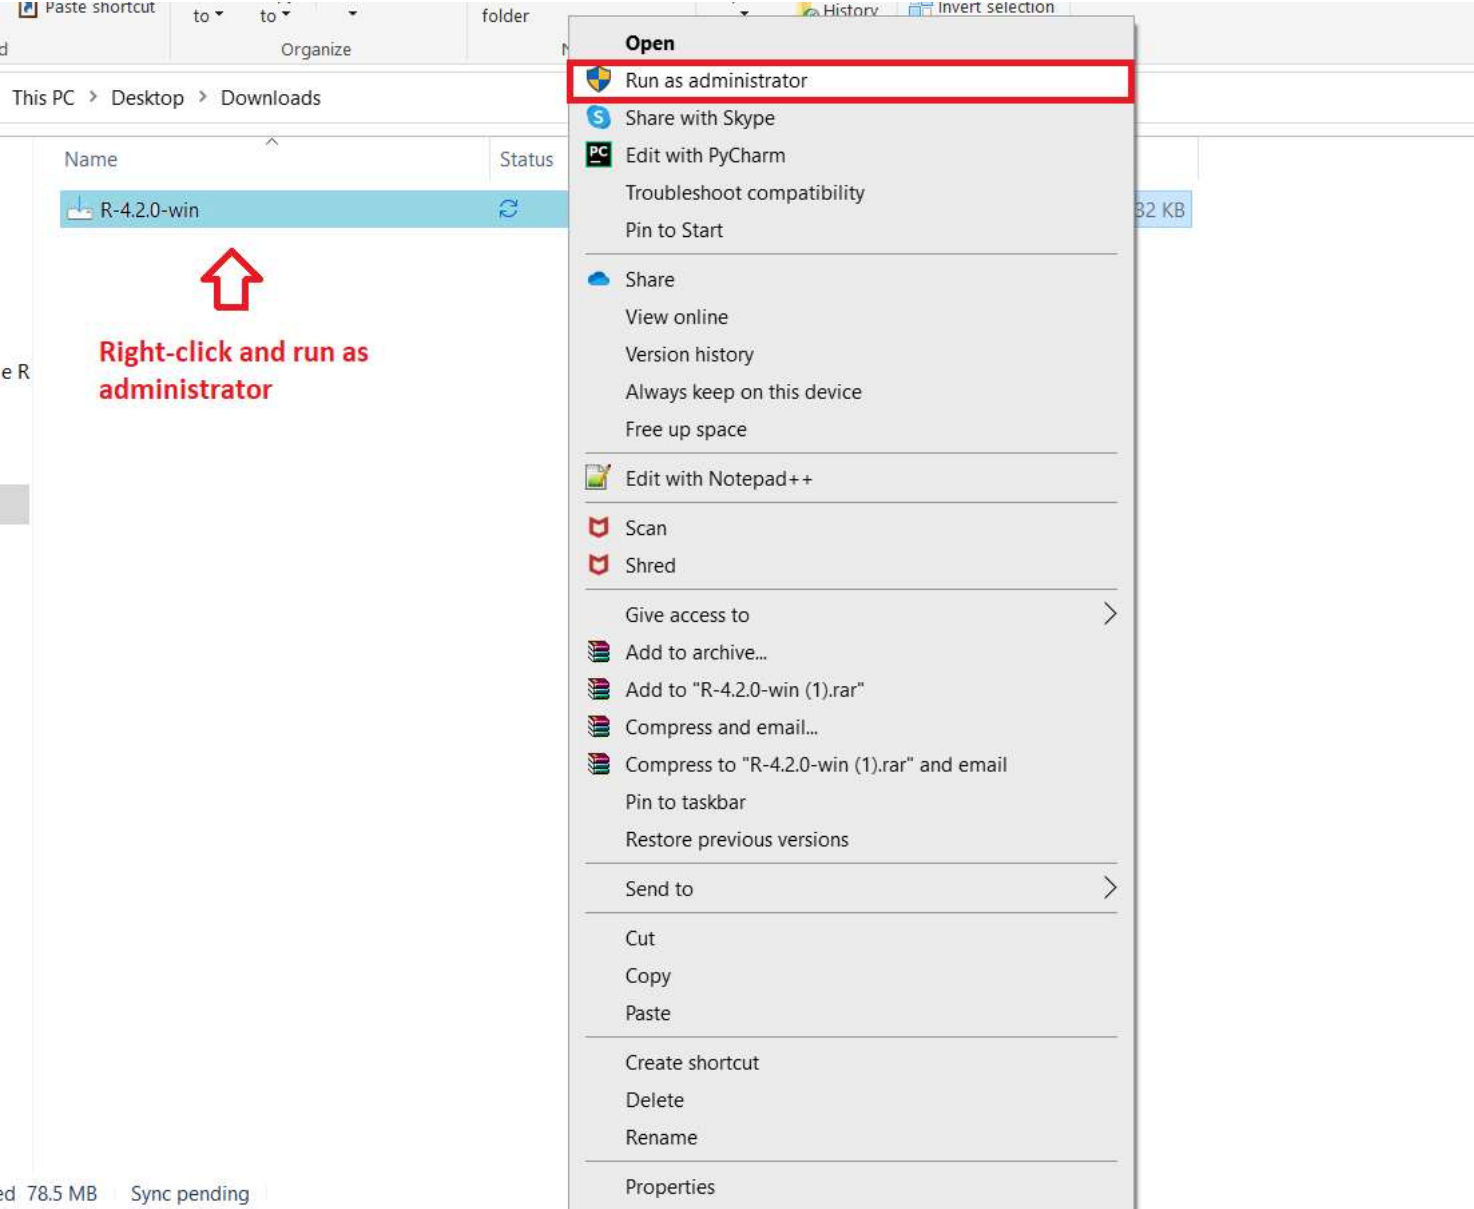 Paste shortcut
to
to
folder
History
Invert selection
Organize
This PC > Desktop > Downloads
Name
Status
R-4.2.0-win
32 KB
Right-click and run as
administrator
e R
Open
Run as administrator
Share with Skype
PC Edit with PyCharm
Troubleshoot compatibility
Pin to Start
Share
View online
Version history
Always keep on this device
Free up space
Edit with Notepad++
Scan
Shred
Give access to
Add to archive...
Add to "R-4.2.0-win (1).rar"
Compress and email...
Compress to "R-4.2.0-win (1).rar" and email
Pin to taskbar
Restore previous versions
Send to
Cut
Copy
Paste
Create shortcut
Delete
Rename
Properties
ed 78.5 MB
Sync pending